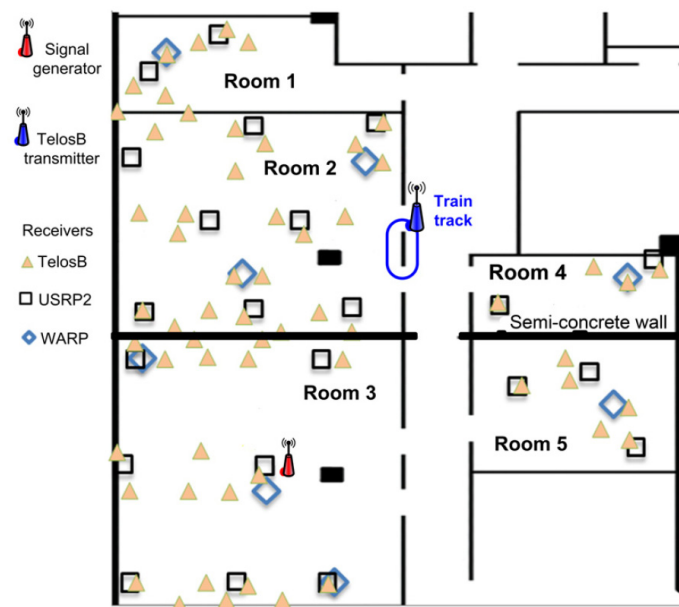 Signal
generator
TelosB
transmitter
Receivers
TelosB
USRP2
WARP
Room 1
Room 2
Train
track
Room 4
Semi-concrete wall
Room 3
Room 5